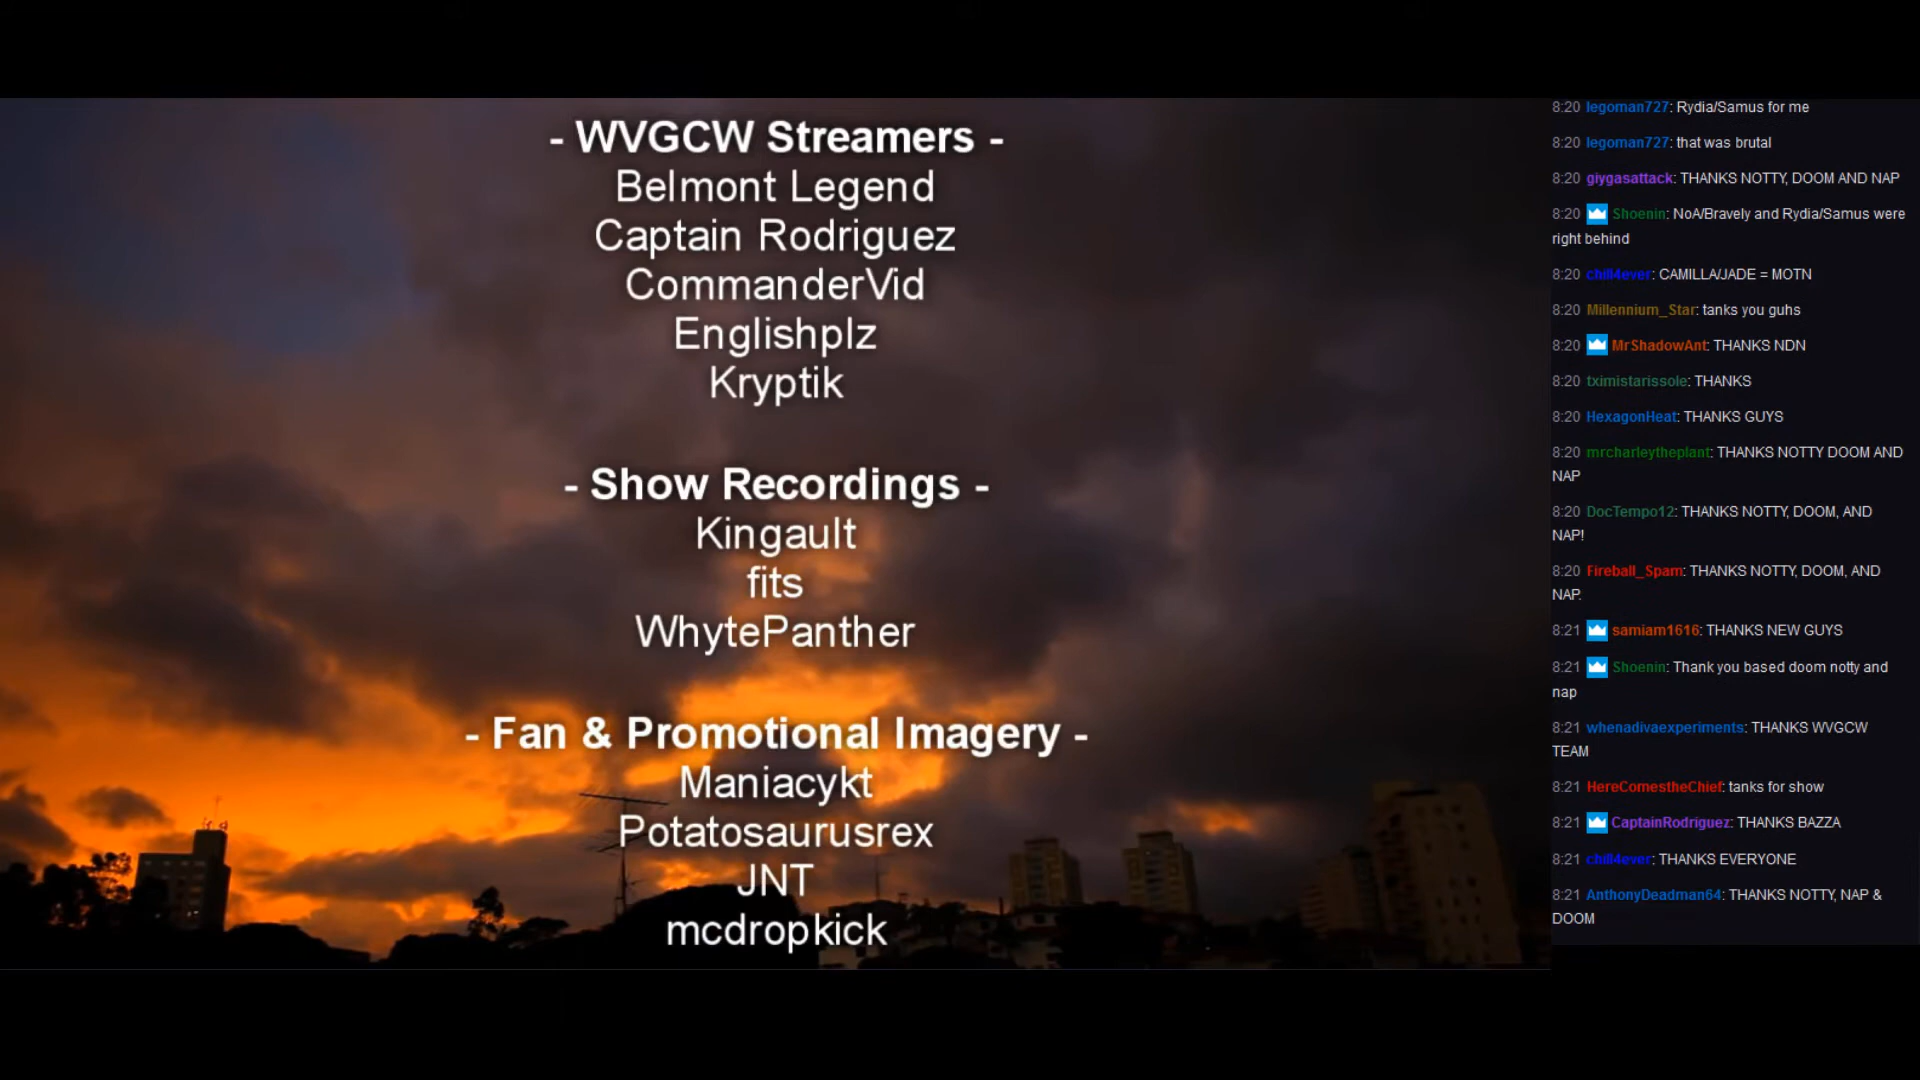 - WVGCW Streamers -
Belmont Legend
Captain Rodriguez
CommanderVid
Englishplz
Kryptik
- Show Recordings -
Kingault
fits
WhytePanther
- Fan & Promotional Imagery -
Maniacykt
Potatosaurusrex
JNT
mcdropkick
8:20 legoman727: Rydia/Samus for me
8:20 legoman727: that was brutal
8:20 giygasattack: THANKS NOTTY, DOOM AND NAP
8:20 Shoenin: NoA/Bravely and Rydia/Samus were
right behind
8:20 chill4ever: CAMILLA/JADE = MOTN
8:20 Millennium_Star: tanks you guhs
8:20 MrShadowAnt: THANKS NDN
8:20 tximistarissole: THANKS
8:20 HexagonHeat: THANKS GUYS
8:20 mrcharleytheplant: THANKS NOTTY DOOM AND
NAP
8:20 DocTempo12: THANKS NOTTY, DOOM, AND
NAP!
8:20 Fireball_Spam: THANKS NOTTY, DOOM, AND
NAP.
8:21 samiam1616: THANKS NEW GUYS
8:21 Shoenin: Thank you based doom notty and
nap
8:21 whenadivaexperiments: THANKS WVGCW
TEAM
8:21 HereComestheChief: tanks for show
8:21 CaptainRodriguez: THANKS BAZZA
8:21 chill4ever: THANKS EVERYONE
8:21 AnthonyDeadman64: THANKS NOTTY, NAP &
DOOM